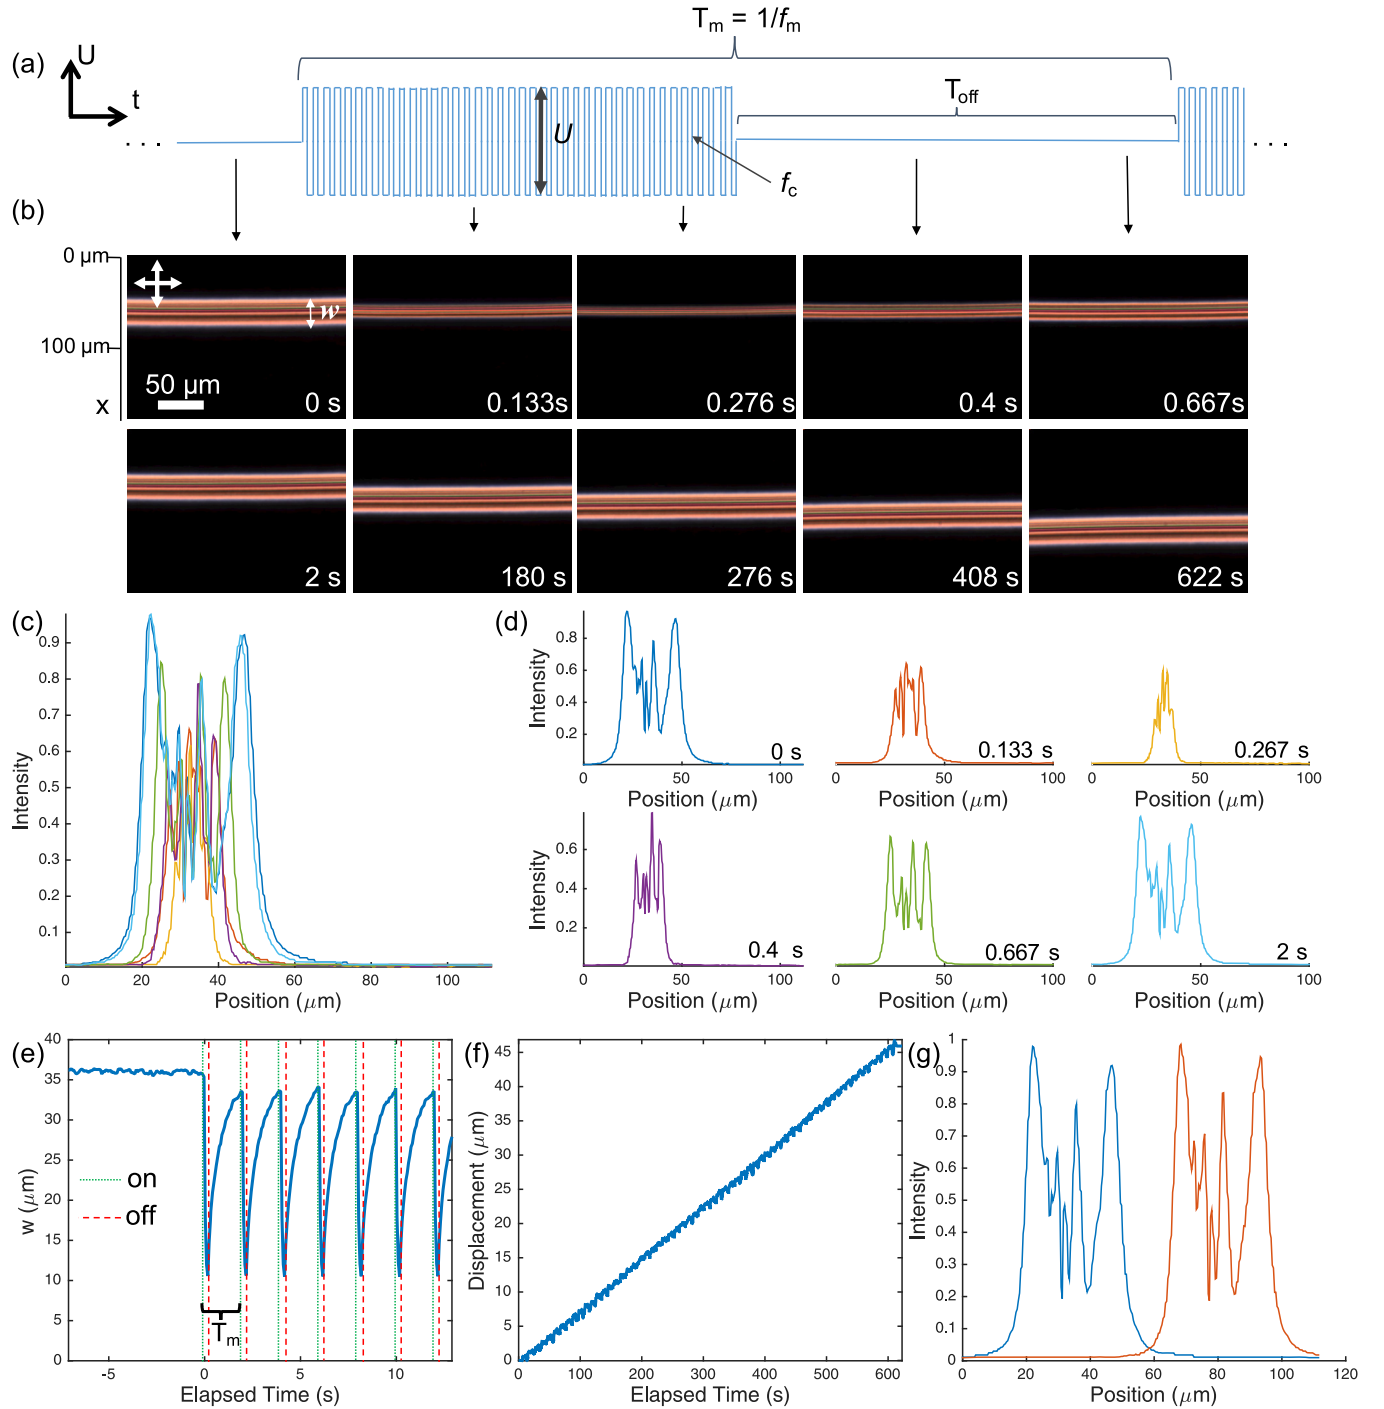 T_m = 1/f_m
(a)
U
t
T_off
U
. . .
. . .
f_c
(b)
0 µm
w
100 µm
50 µm
x
0 s
0.133s
0.276 s
0.4 s
0.667s
2 s
180 s
276 s
408 s
622 s
(c)
0.9
0.8
0.7
0.6
0.5
0.4
0.3
0.2
0.1
Intensity
0
20
40
60
80
100
Position (µm)
(d)
Intensity
0.8
0.6
0.4
0.2
0 s
0
50
100
Position (µm)
0.133 s
0
50
100
Position (µm)
0.267 s
0
50
100
Position (µm)
Intensity
0.6
0.4
0.2
0.4 s
0
50
100
Position (µm)
0.667 s
0
50
100
Position (µm)
2 s
0
50
100
Position (µm)
(e)
40
35
30
25
20
15
10
5
0
w (µm)
on
off
T_m
-5
0
5
10
Elapsed Time (s)
(f)
45
40
35
30
25
20
15
10
5
0
Displacement (µm)
0
100
200
300
400
500
600
Elapsed Time (s)
(g)
1
0.9
0.8
0.7
0.6
0.5
0.4
0.3
0.2
0.1
0
Intensity
0
20
40
60
80
100
120
Position (µm)